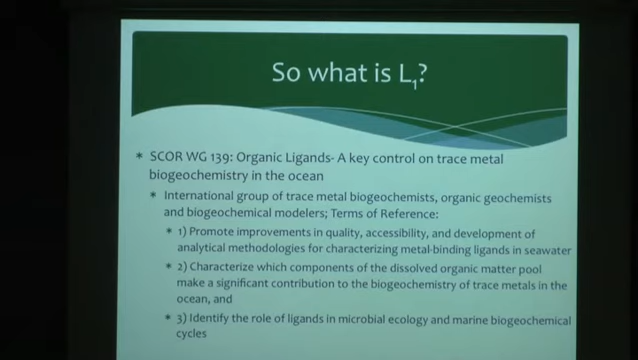 So what is L1?
* SCOR WG 139: Organic Ligands- A key control on trace metal
biogeochemistry in the ocean
* International group of trace metal biogeochemists, organic geochemists
and biogeochemical modelers; Terms of Reference:
* 1) Promote improvements in quality, accessibility, and development of
analytical methodologies for characterizing metal-binding ligands in seawater
* 2) Characterize which components of the dissolved organic matter pool
make a significant contribution to the biogeochemistry of trace metals in the
ocean, and
* 3) Identify the role of ligands in microbial ecology and marine biogeochemical
cycles